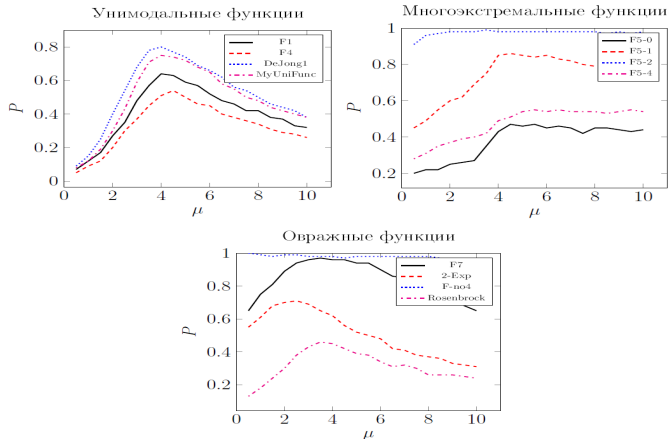 Унимодальные функции
P
0.8
0.6
0.4
0.2
0
0 2 4 6 8 10
μ
F1
F4
DeJong1
MyUniFunc
Многоэкстремальные функции
P
1
0.8
0.6
0.4
0.2
0 2 4 6 8 10
μ
F5-0
F5-1
F5-2
F5-4
Овражные функции
P
1
0.8
0.6
0.4
0.2
0 2 4 6 8 10
μ
F7
2-Exp
F-no4
Rosenbrock